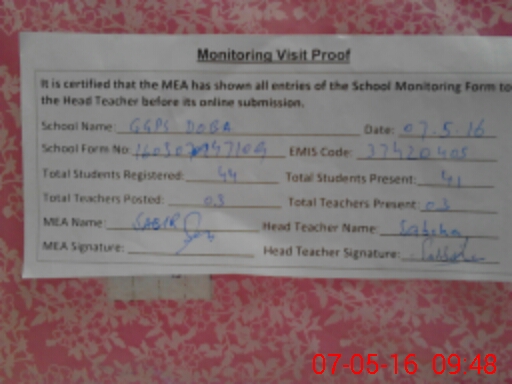 Monitoring Visit Proof
It is certified that the MEA has shown all entries of the School Monitoring Form to
the Head Teacher before its online submission.
School Name: GGPS DOBA Date: 07.5.16
School Form No: EMIS Code: 37420405
Total Students Registered: 44 Total Students Present: 41
Total Teachers Posted: 03 Total Teachers Present: 03
MEA Name: SABIR Head Teacher Name:
MEA Signature: Head Teacher Signature:
07-05-16 09:48